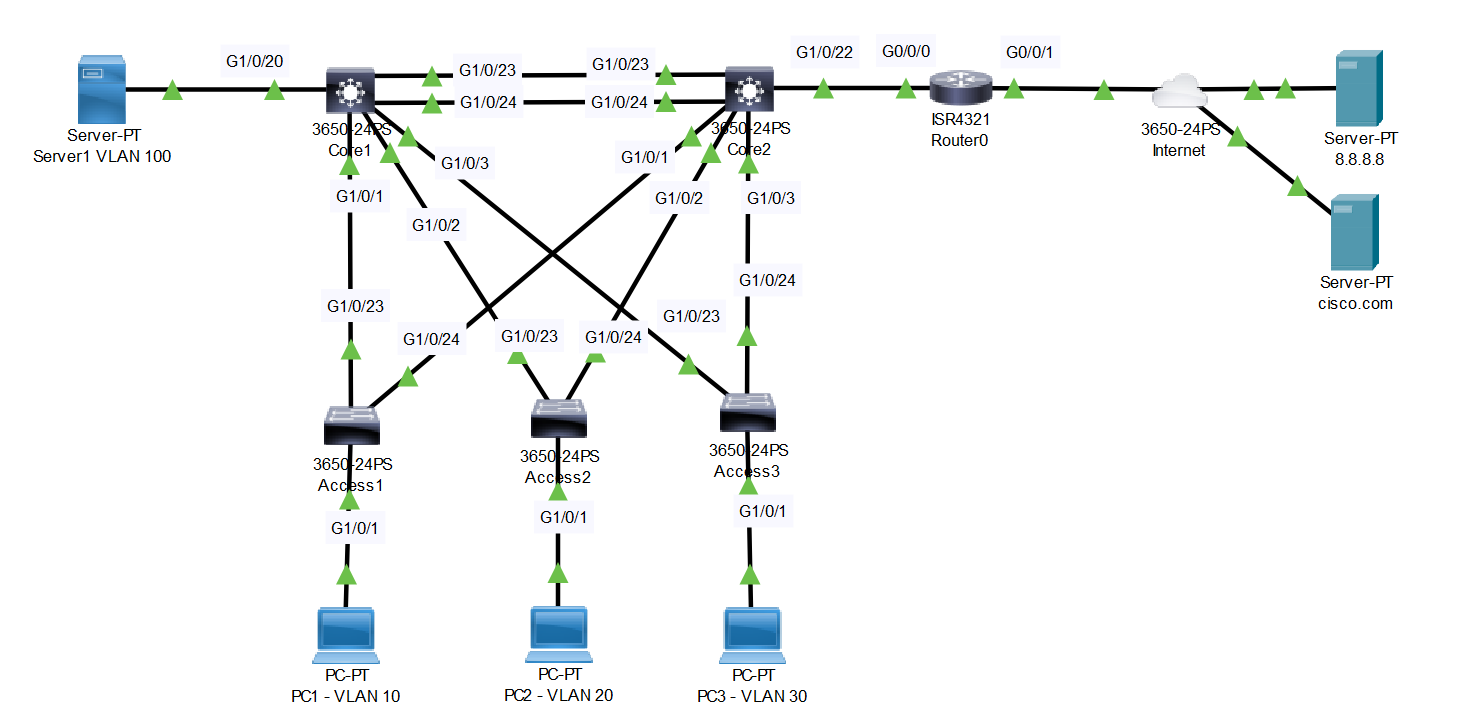 G1/0/20
G1/0/23
G1/0/23
G1/0/22
G0/0/0
G0/0/1
G1/0/24
G1/0/24
Server-PT
Server1 VLAN 100
3650-24PS
Core1
3650-24PS
Core2
ISR4321
Router0
3650-24PS
Internet
Server-PT
8.8.8.8
G1/0/1
G1/0/2
G1/0/3
G1/0/1
G1/0/2
G1/0/3
Server-PT
cisco.com
G1/0/23
G1/0/24
G1/0/23
G1/0/24
G1/0/23
G1/0/24
3650-24PS
Access1
3650-24PS
Access2
3650-24PS
Access3
G1/0/1
G1/0/1
G1/0/1
PC-PT
PC1 - VLAN 10
PC-PT
PC2 - VLAN 20
PC-PT
PC3 - VLAN 30